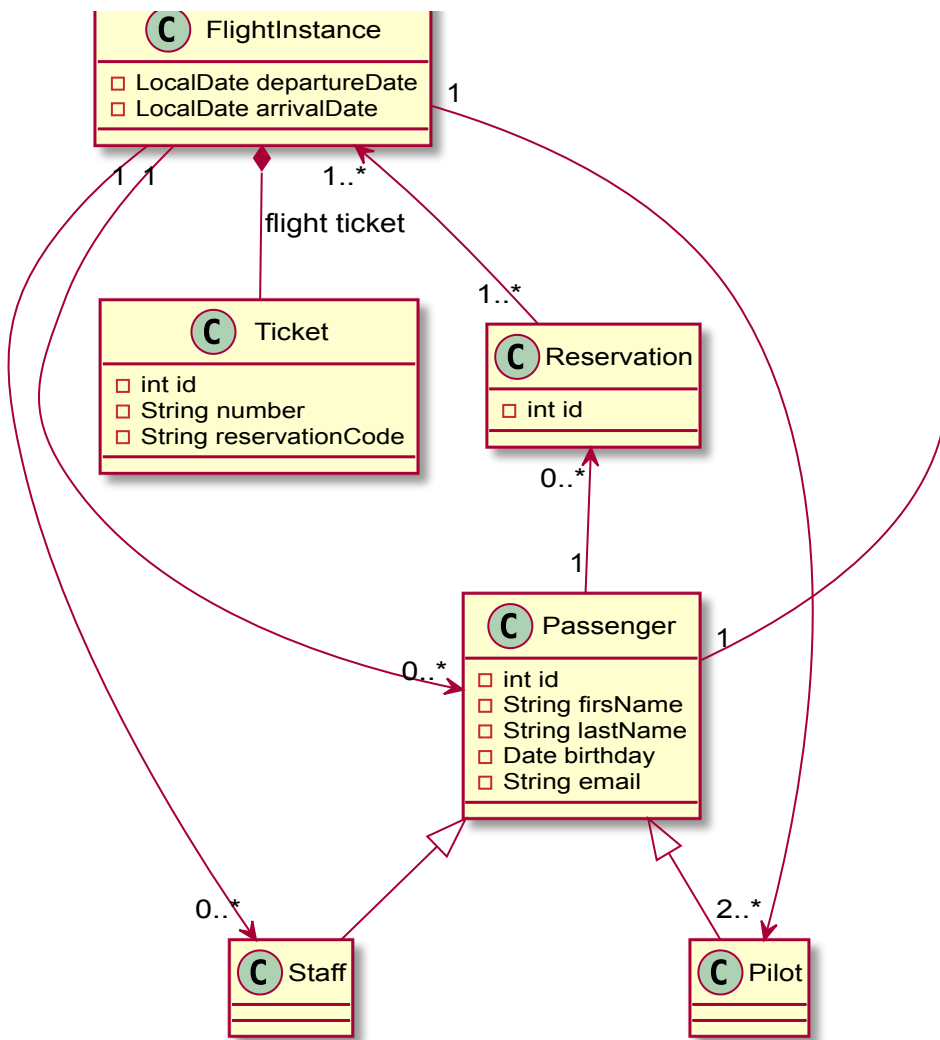 C FlightInstance
LocalDate departureDate
LocalDate arrivalDate
1
1 1
1..*
flight ticket
1..*
C Ticket
int id
String number
String reservationCode
C Reservation
int id
0..*
1
C Passenger
int id
String firsName
String lastName
Date birthday
String email
1
0..*
0..*
2..*
C Staff
C Pilot